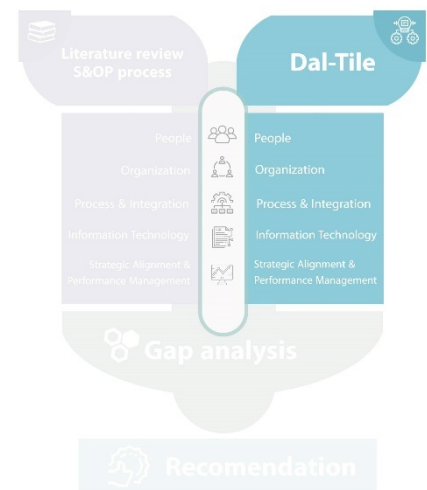 Literature review
S&OP process
Dal-Tile
People
People
Organization
Organization
Process & Integration
Process & Integration
Information Technology
Information Technology
Strategic Alignment &
Performance Management
Strategic Alignment &
Performance Management
Gap analysis
Recomendation